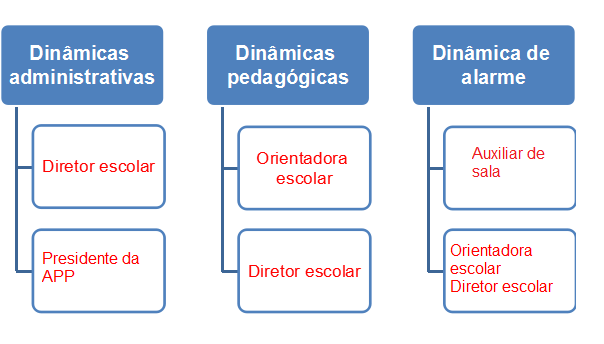 Dinâmicas
administrativas
Diretor escolar
Presidente da
APP
Dinâmicas
pedagógicas
Orientadora
escolar
Diretor escolar
Dinâmica de
alarme
Auxiliar de
sala
Orientadora
escolar
Diretor escolar